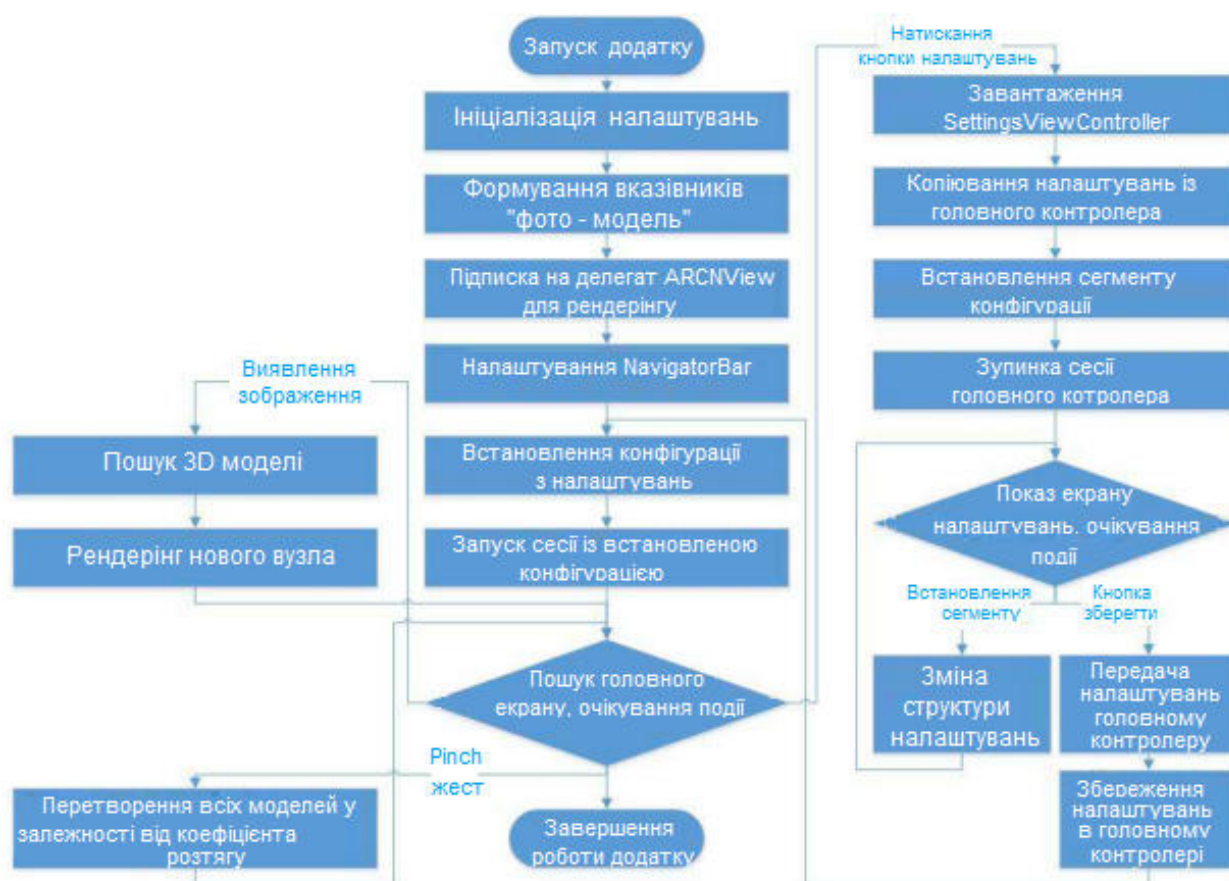 Запуск додатку
Ініціалізація налаштувань
Формування вказівників
"фото - модель"
Підписка на делегат ARCNView
для рендерінгу
Налаштування NavigatorBar
Встановлення конфігурації
з налаштувань
Запуск сесії із встановленою
конфігурацією
Виявлення
зображення
Пошук 3D моделі
Рендерінг нового вузла
Пошук головного
екрану, очікування події
Pinch
жест
Перетворення всіх моделей у
залежності від коефіцієнта
розтягу
Завершення
роботи додатку
Натискання
кнопки налаштувань
Завантаження
SettingsViewController
Копіювання налаштувань із
головного контролера
Встановлення сегменту
конфігурації
Зупинка сесії
головного котролера
Показ екрану
налаштувань. очікування
події
Встановлення
сегменту
Кнопка
зберегти
Зміна
структури
налаштувань
Передача
налаштувань
головному
контролеру
Збереження
налаштувань
в головному
контролері